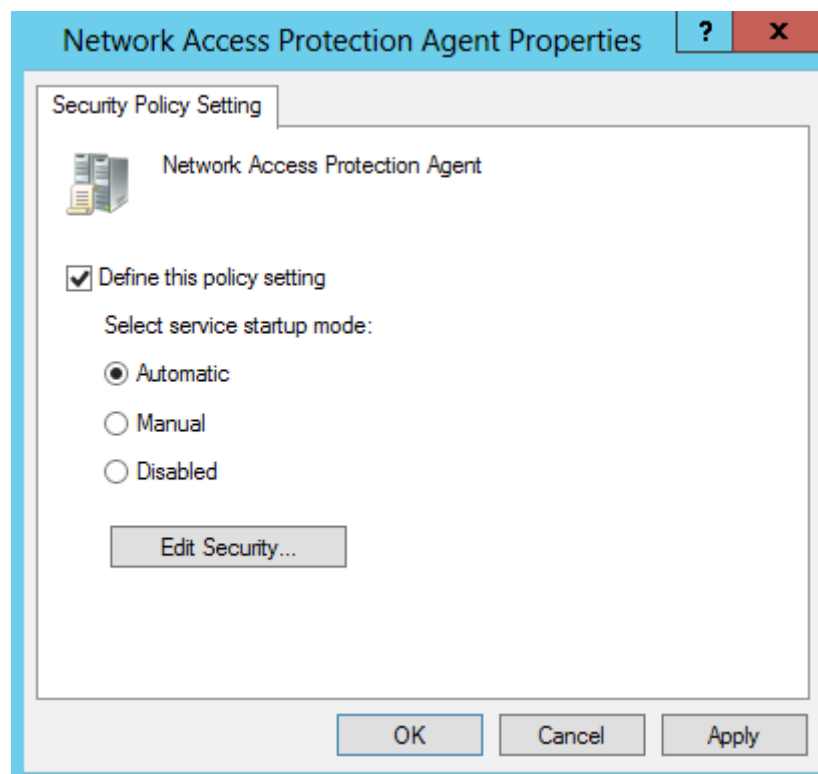 Network Access Protection Agent Properties
?
x
Security Policy Setting
Network Access Protection Agent
Define this policy setting
Select service startup mode:
Automatic
Manual
Disabled
Edit Security...
OK
Cancel
Apply